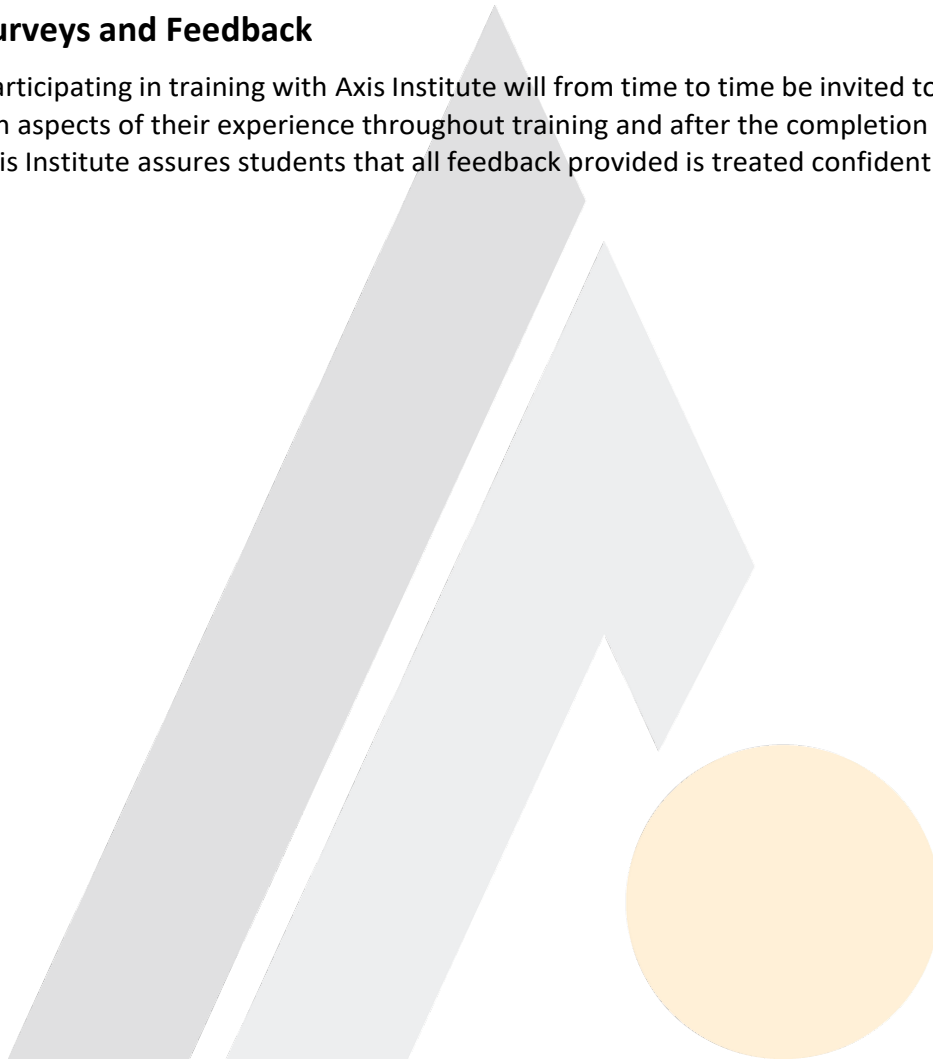 urveys and Feedback
articipating in training with Axis Institute will from time to time be invited to
n aspects of their experience throughout training and after the completion
is Institute assures students that all feedback provided is treated confident